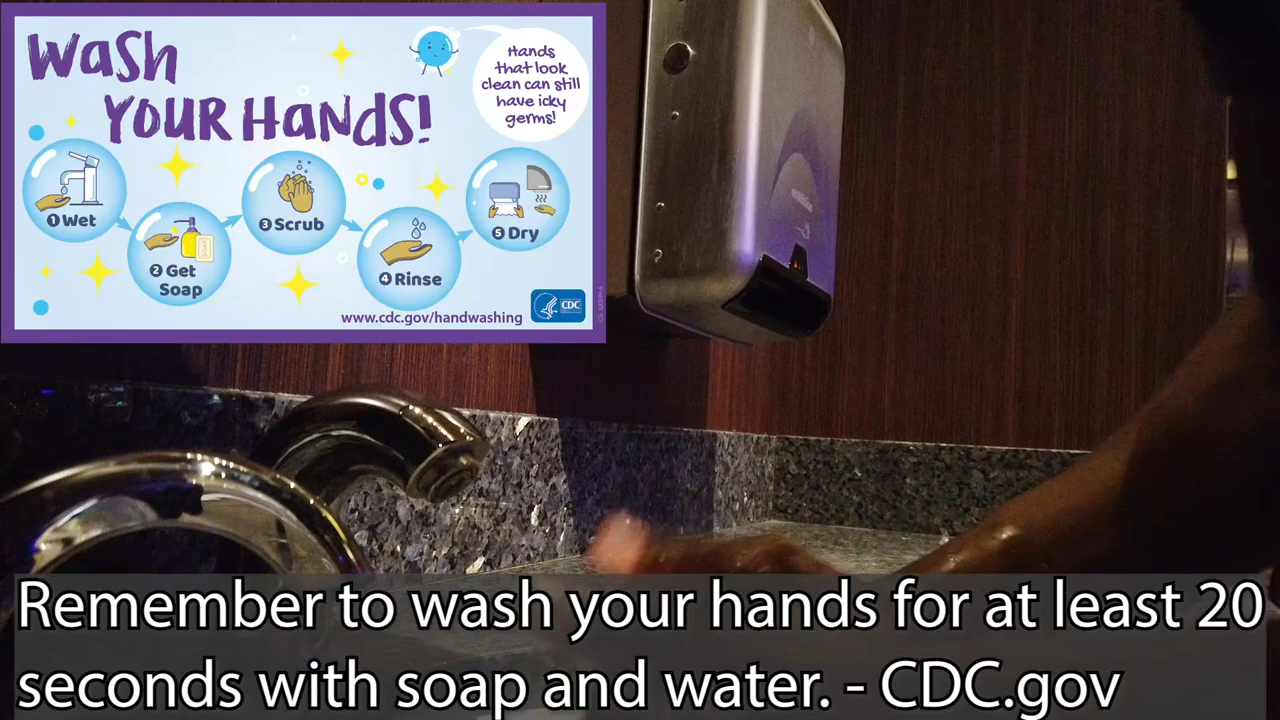 Wash
YOUR HANdS!
Hands
that look
clean can still
have icky
germs!
1 Wet
2 Get
Soap
3 Scrub
4 Rinse
5 Dry
www.cdc.gov/handwashing
CDC
Remember to wash your hands for at least 20
seconds with soap and water. - CDC.gov